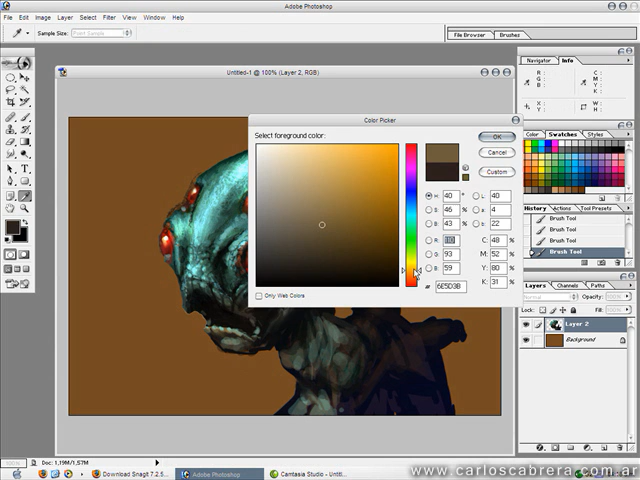 Adobe Photoshop
File Edit Image Layer Select Filter View Window Help
Sample Size: Point Sample
File Browser Brushes
Untitled-1 @ 100% (Layer 2, RGB)
Navigator Info
R :
G :
B :
C :
M :
Y :
K :
X :
Y :
W :
H :
Color Picker
Select foreground color:
OK
Cancel
Custom
H: 40 °
S: 46 %
B: 43 %
L: 40
a: 4
b: 22
G: 93
B: 59
C: 48 %
M: 52 %
Y: 80 %
K: 31 %
# 6E5D3B
Only Web Colors
Color Swatches Styles
History Actions Tool Presets
Brush Tool
Brush Tool
Brush Tool
Brush Tool
Layers Channels Paths
Normal Opacity:
Lock: Fill:
Layer 2
Background
100% Doc: 1,19M/1,57M
Inicio
Download SnagIt 7.2.5...
Adobe Photoshop
Camtasia Studio - Untitl...
www.carloscabrera.com.ar